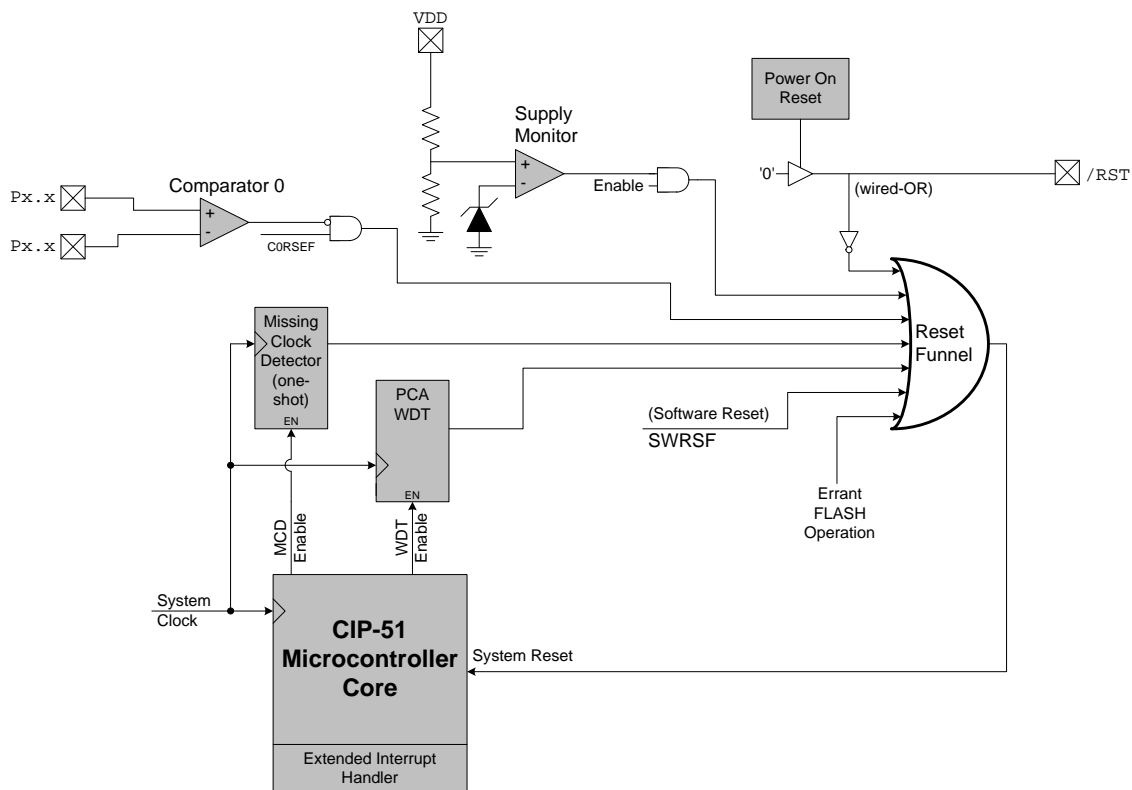 VDD
Power On
Reset
Supply
Monitor
+
-
Enable
'0'
(wired-OR)
/RST
Comparator 0
Px.x
+
Px.x
-
C0RSEF
Missing
Clock
Detector
(one-
shot)
EN
PCA
WDT
EN
Reset
Funnel
(Software Reset)
SWRSF
Errant
FLASH
Operation
MCD
Enable
WDT
Enable
System
Clock
CIP-51
Microcontroller
Core
System Reset
Extended Interrupt
Handler